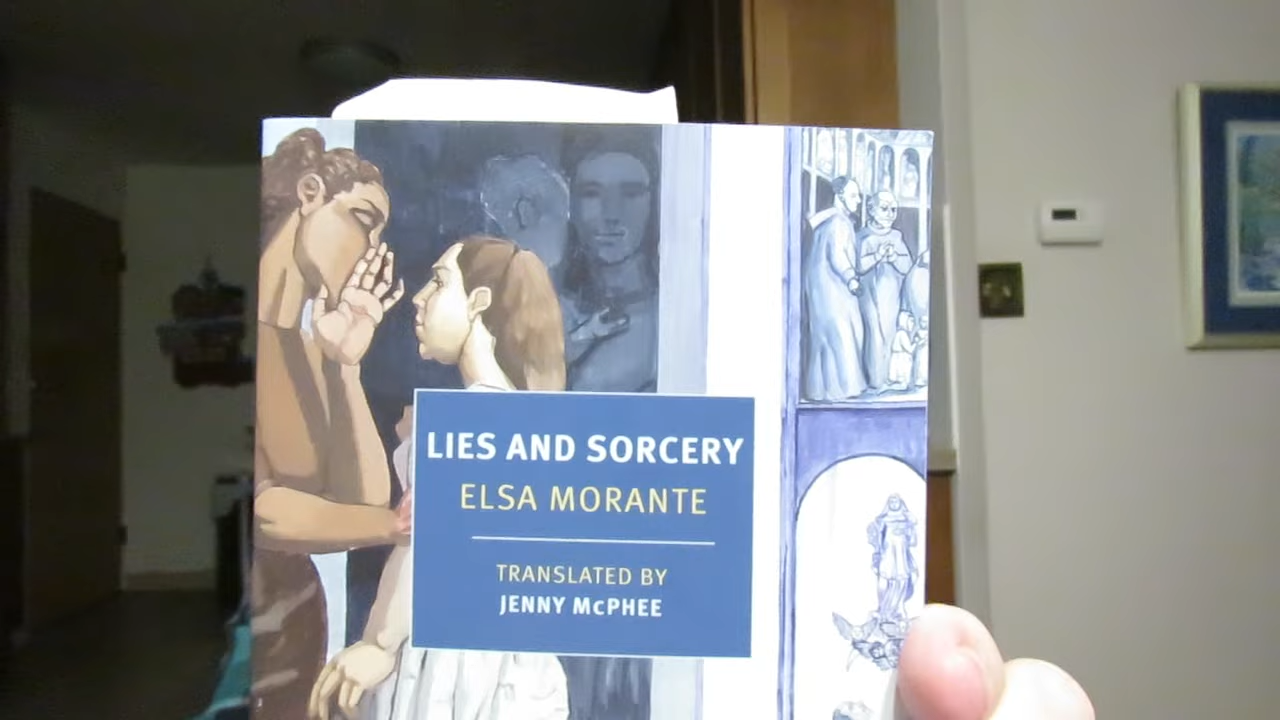 LIES AND SORCERY
ELSA MORANTE
TRANSLATED BY
JENNY McPHEE